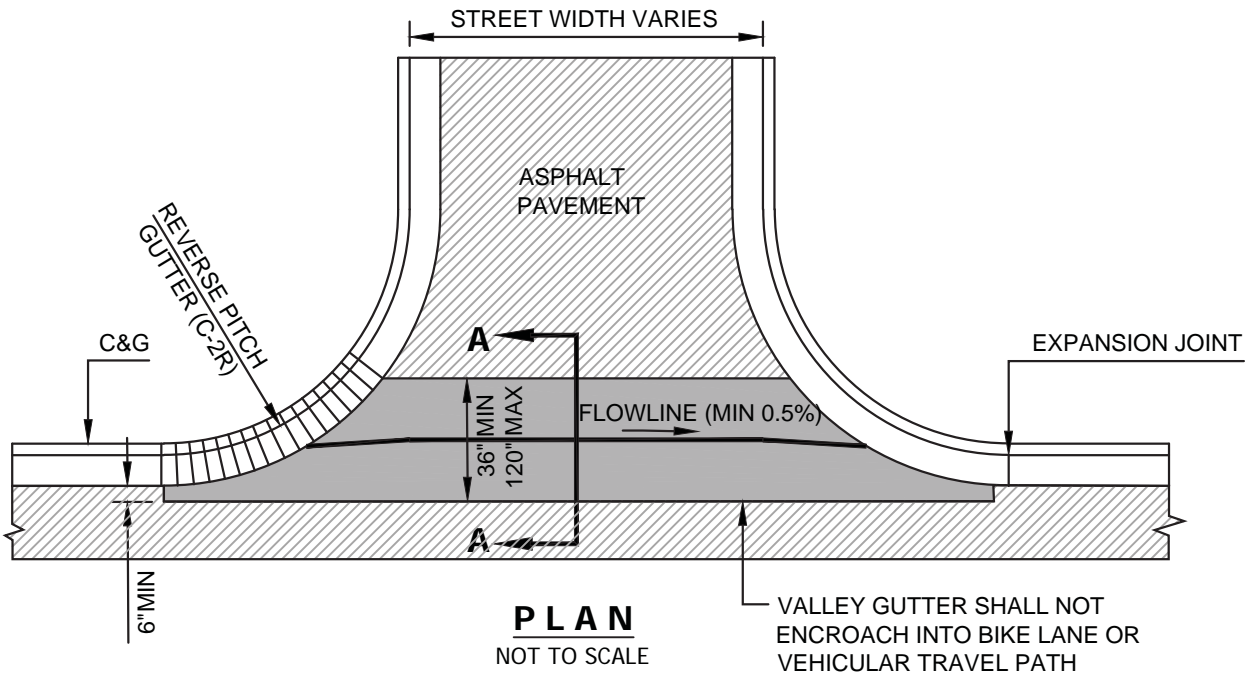 STREET WIDTH VARIES
ASPHALT
PAVEMENT
REVERSE PITCH
GUTTER (C-2R)
C&G
A
EXPANSION JOINT
36" MIN
120" MAX
FLOWLINE (MIN 0.5%)
A
6"MIN
PLAN
NOT TO SCALE
VALLEY GUTTER SHALL NOT
ENCROACH INTO BIKE LANE OR
VEHICULAR TRAVEL PATH